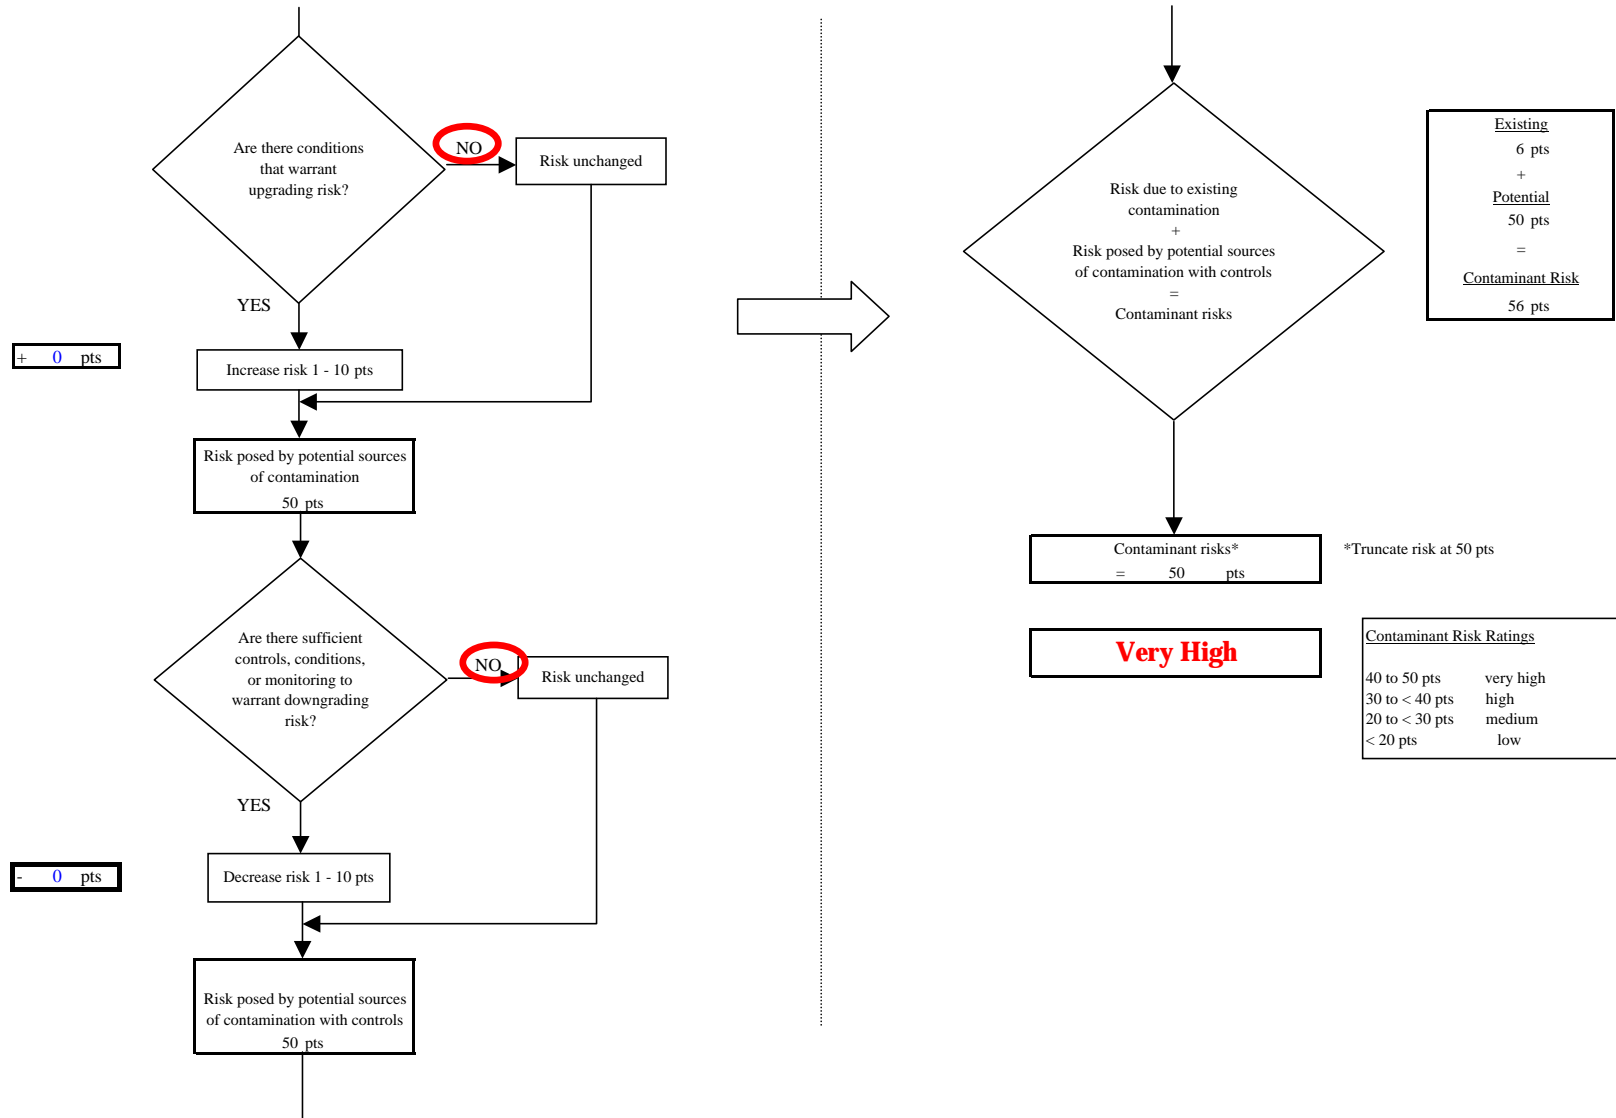 Are there conditions
that warrant
upgrading risk?
NO
Risk unchanged
YES
+ 0 pts
Increase risk 1 - 10 pts
Risk posed by potential sources
of contamination
50 pts
Are there sufficient
controls, conditions,
or monitoring to
warrant downgrading
risk?
NO
Risk unchanged
YES
- 0 pts
Decrease risk 1 - 10 pts
Risk posed by potential sources
of contamination with controls
50 pts
Risk due to existing
contamination
+
Risk posed by potential sources
of contamination with controls
=
Contaminant risks
Existing
6 pts
+
Potential
50 pts
=
Contaminant Risk
56 pts
Contaminant risks*
= 50 pts
*Truncate risk at 50 pts
Very High
Contaminant Risk Ratings
40 to 50 pts very high
30 to < 40 pts high
20 to < 30 pts medium
< 20 pts low